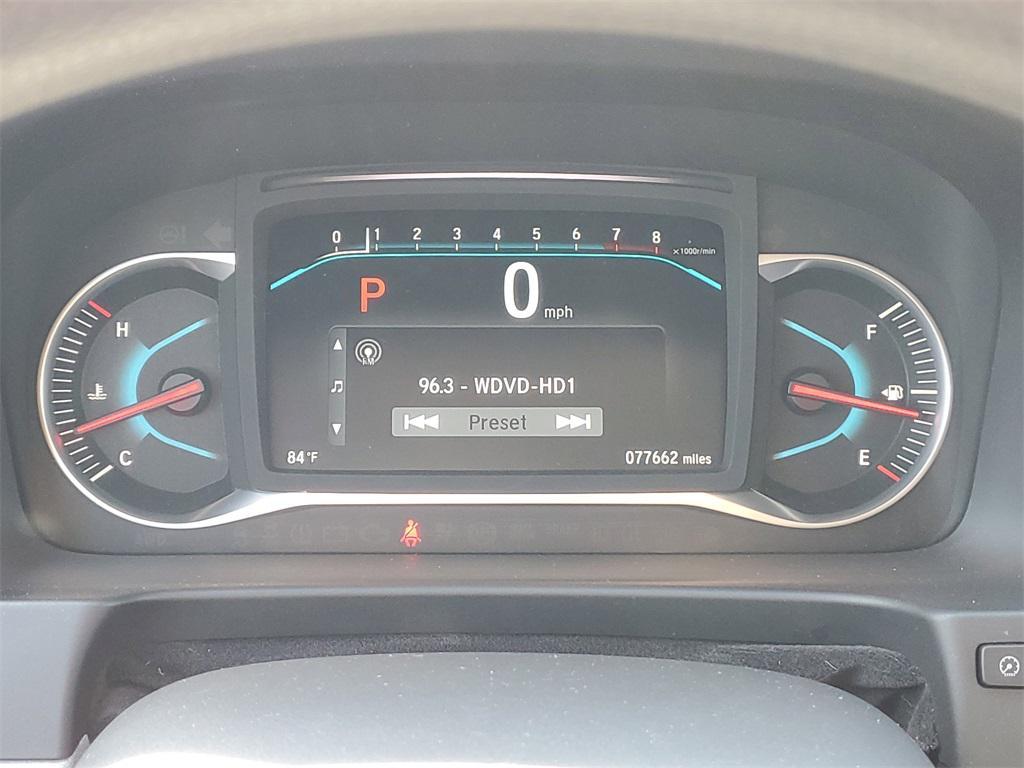 0 1 2 3 4 5 6 7 8 ×1000r/min
P 0 mph
H F
FM
96.3 - WDVD-HD1
Preset
C E
84°F 077662 miles